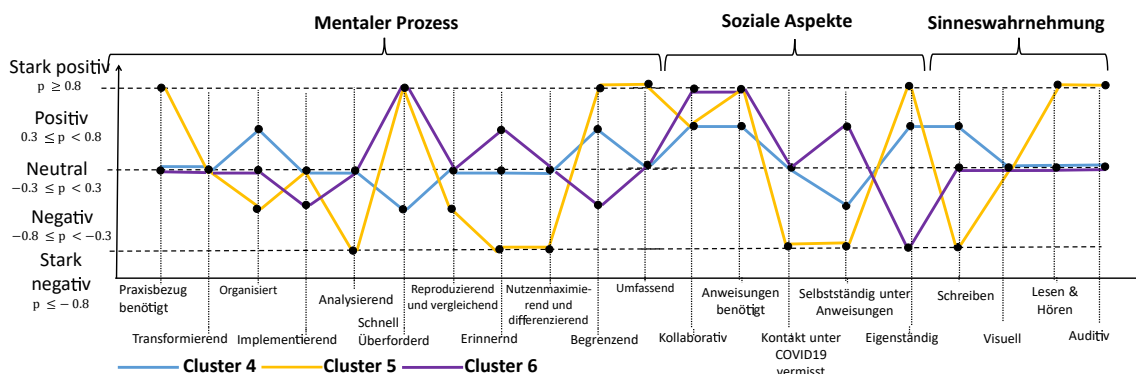 Mentaler Prozess
Soziale Aspekte
Sinneswahrnehmung
Stark positiv
p ≥ 0.8
Positiv
0.3 ≤ p < 0.8
Neutral
−0.3 ≤ p < 0.3
Negativ
−0.8 ≤ p < −0.3
Stark
negativ
p ≤ − 0.8
Praxisbezug
benötigt
Transformierend
Organisiert
Implementierend
Analysierend
Schnell
Überforderd
Reproduzierend
und vergleichend
Erinnernd
Nutzenmaximie-
rend und
differenzierend
Begrenzend
Umfassend
Kollaborativ
Anweisungen
benötigt
Kontakt unter
COVID19
vermisst
Selbstständig unter
Anweisungen
Eigenständig
Schreiben
Visuell
Lesen &
Hören
Auditiv
Cluster 4
Cluster 5
Cluster 6